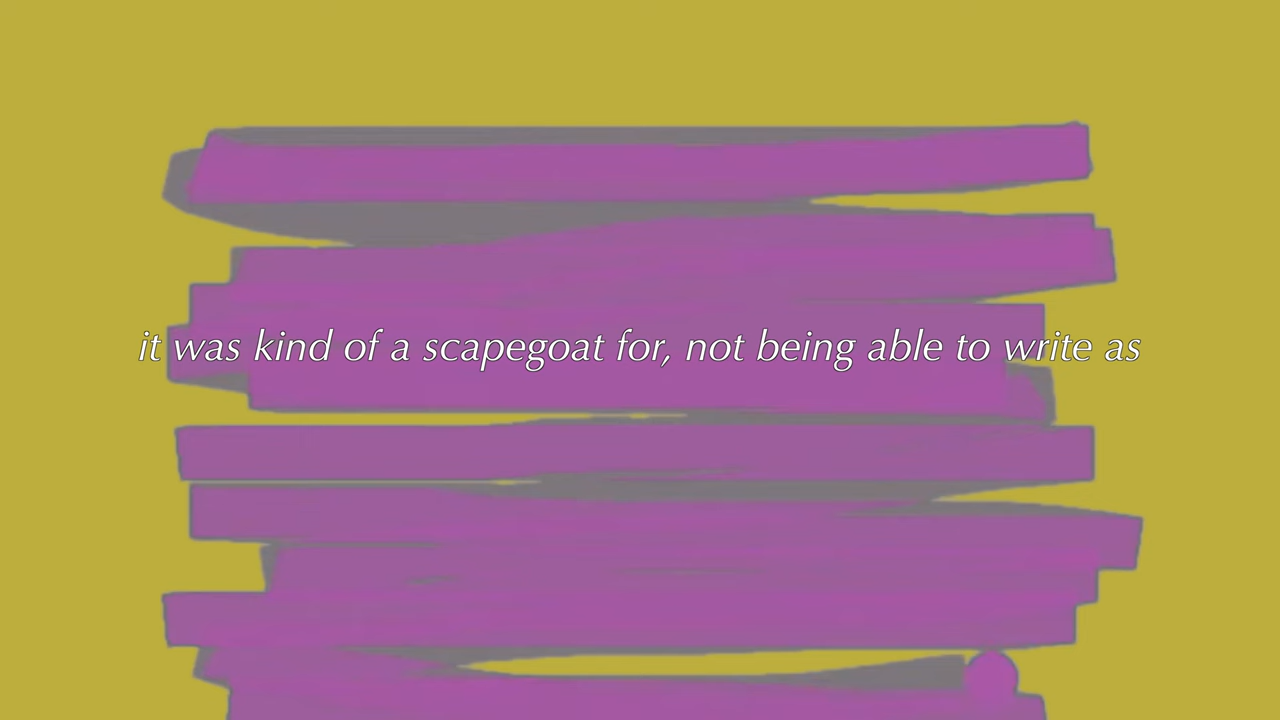 it was kind of a scapegoat for, not being able to write as